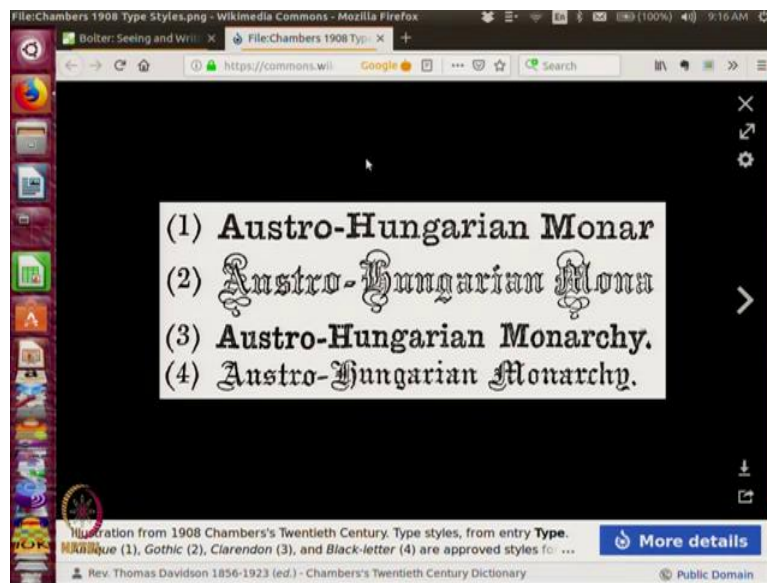 File:Chambers 1908 Type Styles.png - Wikimedia Commons - Mozilla Firefox
En
(100%)
9:16 AM
Bolter: Seeing and Writi
File:Chambers 1908 Typ
https://commons.wi
Google
Search
(1) Austro-Hungarian Monar
(2) Austro-Hungarian Mona
(3) Austro-Hungarian Monarchy.
(4) Austro-Hungarian Monarchy.
Illustration from 1908 Chambers's Twentieth Century. Type styles, from entry Type.
Antique (1), Gothic (2), Clarendon (3), and Black-letter (4) are approved styles fo ...
More details
Rev. Thomas Davidson 1856-1923 (ed.) - Chambers's Twentieth Century Dictionary
Public Domain